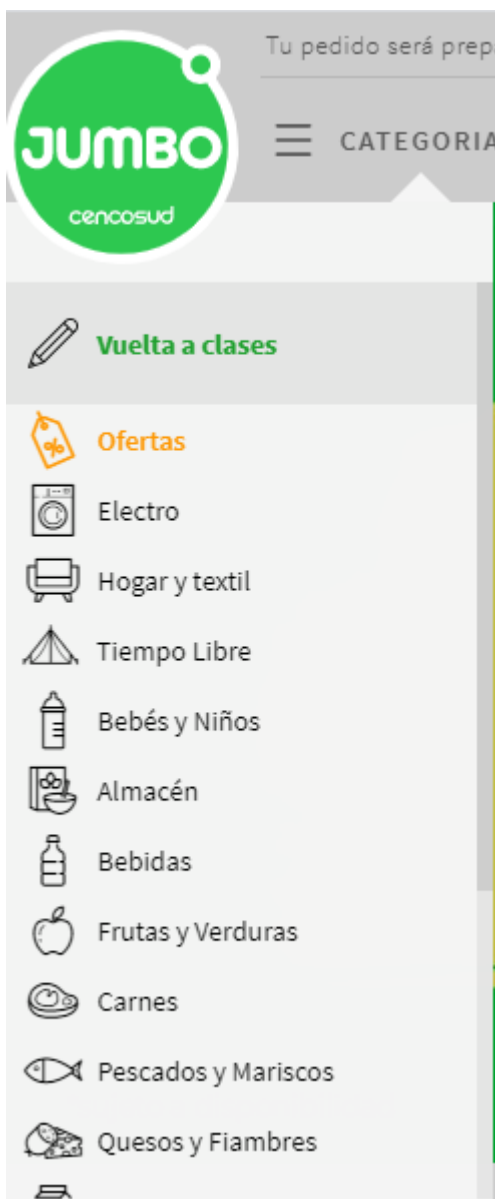 Tu pedido será prep
JUMBO
cencosud
CATEGORIA
Vuelta a clases
Ofertas
%
Electro
Hogar y textil
Tiempo Libre
Bebés y Niños
Almacén
Bebidas
Frutas y Verduras
Carnes
Pescados y Mariscos
Quesos y Fiambres